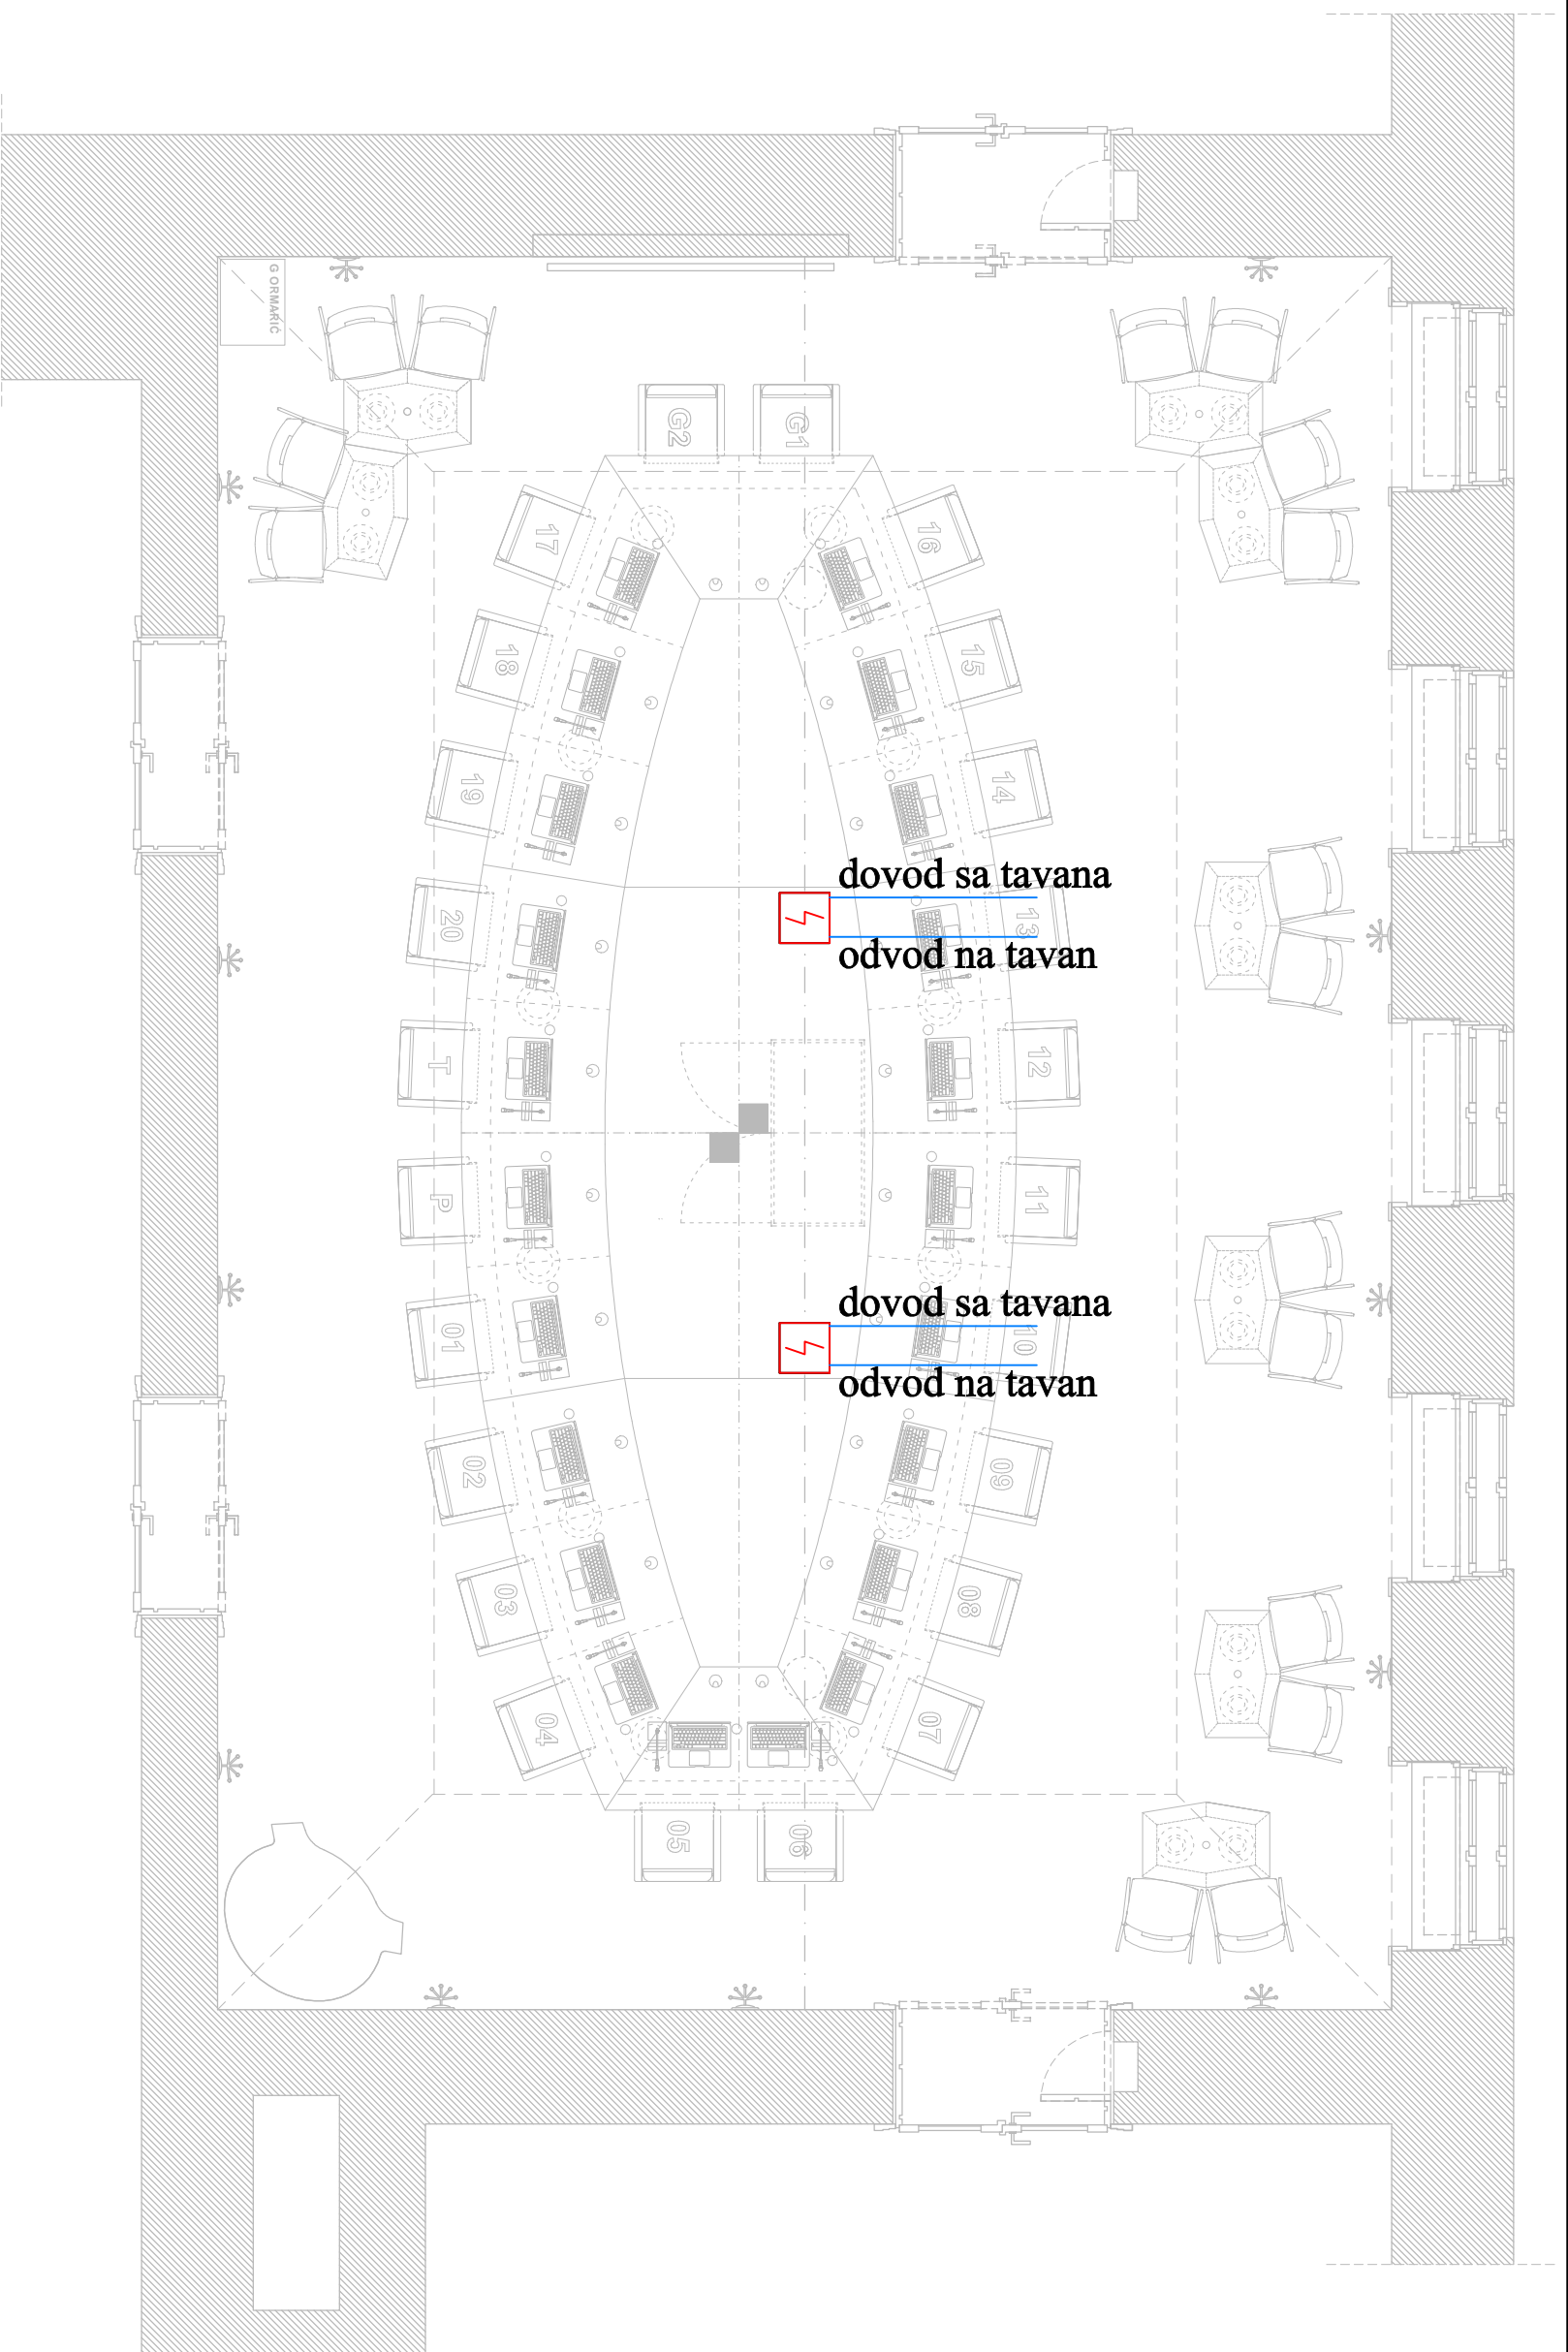 G ORMARIĆ
G2
G1
17
16
18
15
19
14
dovod sa tavana
20
13
odvod na tavan
T
12
P
11
dovod sa tavana
01
10
odvod na tavan
02
09
03
08
04
07
05
06